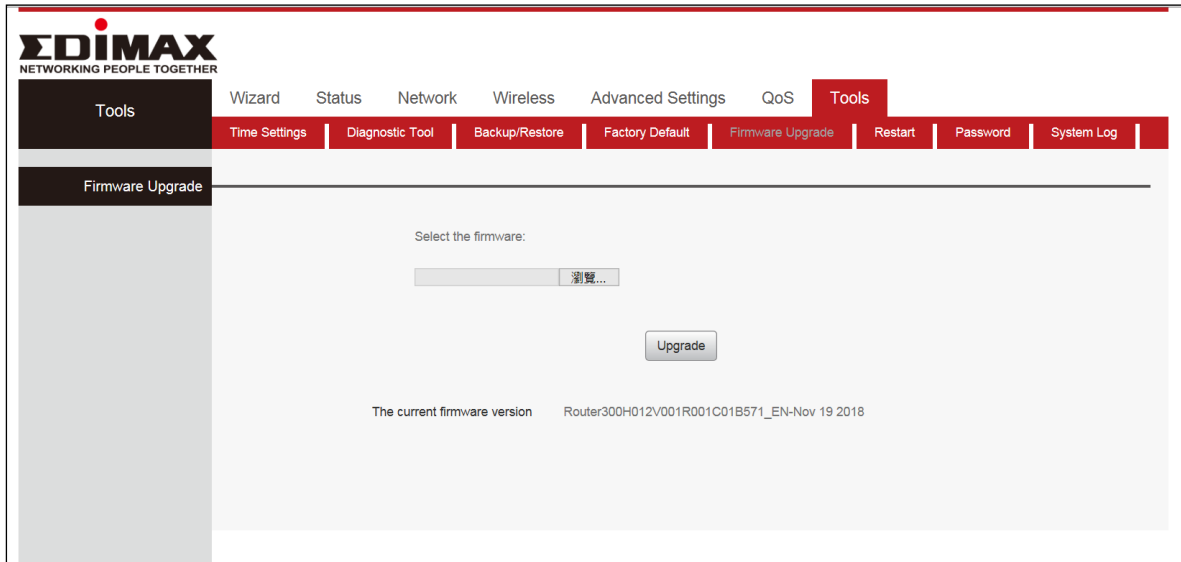 EDIMAX
NETWORKING PEOPLE TOGETHER
Tools
Wizard Status Network Wireless Advanced Settings QoS Tools
Time Settings Diagnostic Tool Backup/Restore Factory Default Firmware Upgrade Restart Password System Log
Firmware Upgrade
Select the firmware:
瀏覽...
Upgrade
The current firmware version Router300H012V001R001C01B571_EN-Nov 19 2018